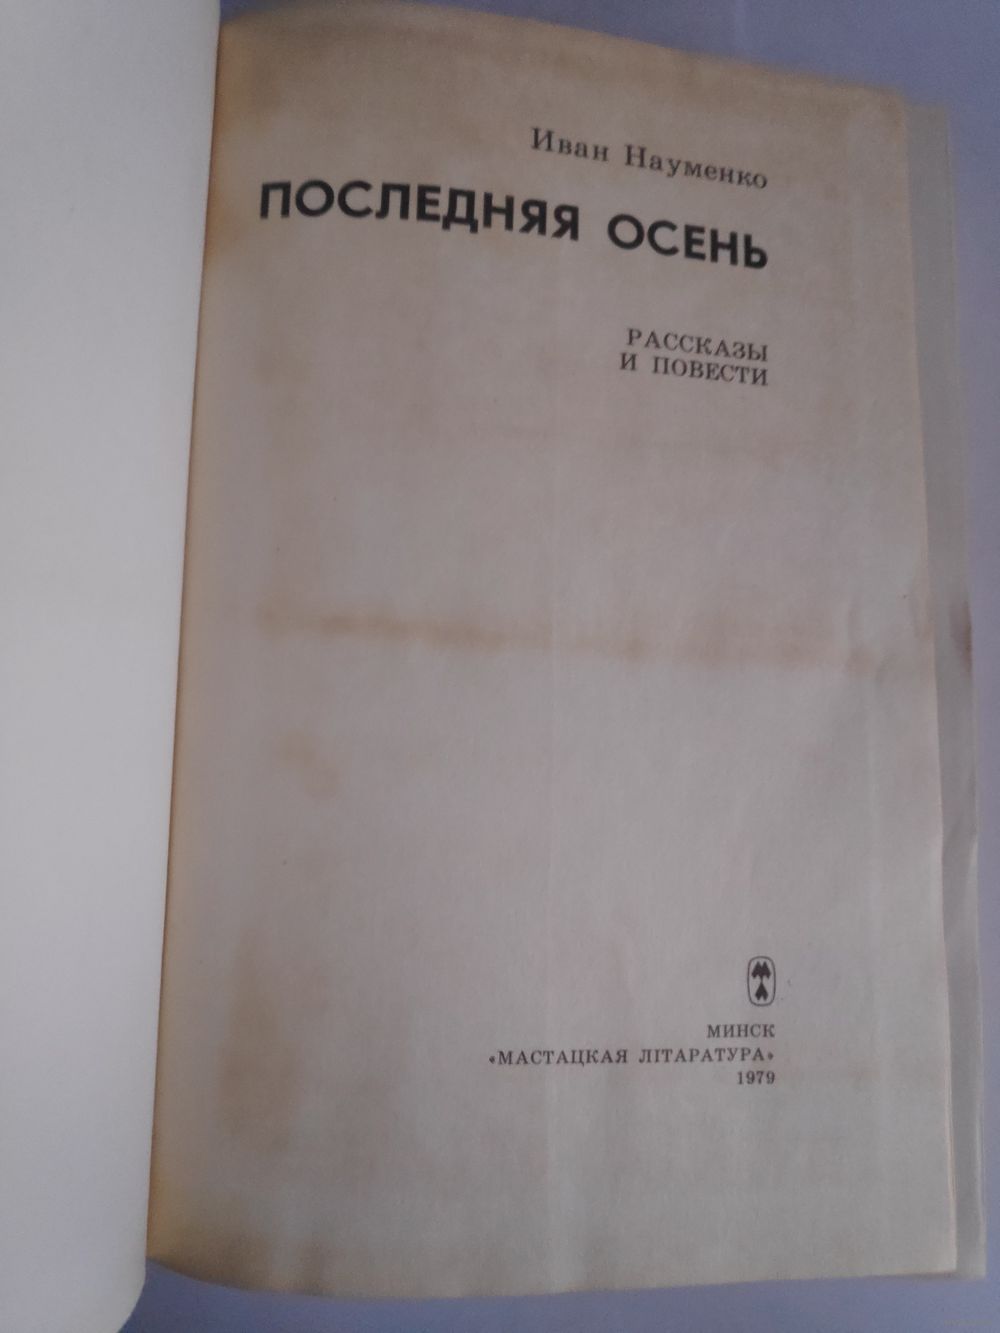 Иван Науменко
ПОСЛЕДНЯЯ ОСЕНЬ
РАССКАЗЫ
И ПОВЕСТИ
МИНСК
«МАСТАЦКАЯ ЛІТАРАТУРА»
1979